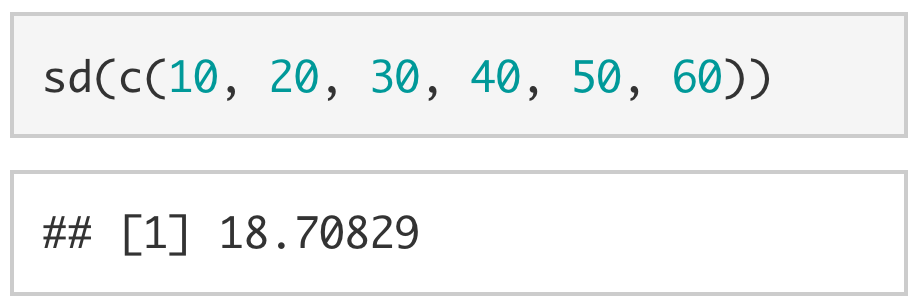 sd(c(10, 20, 30, 40, 50, 60))
## [1] 18.70829